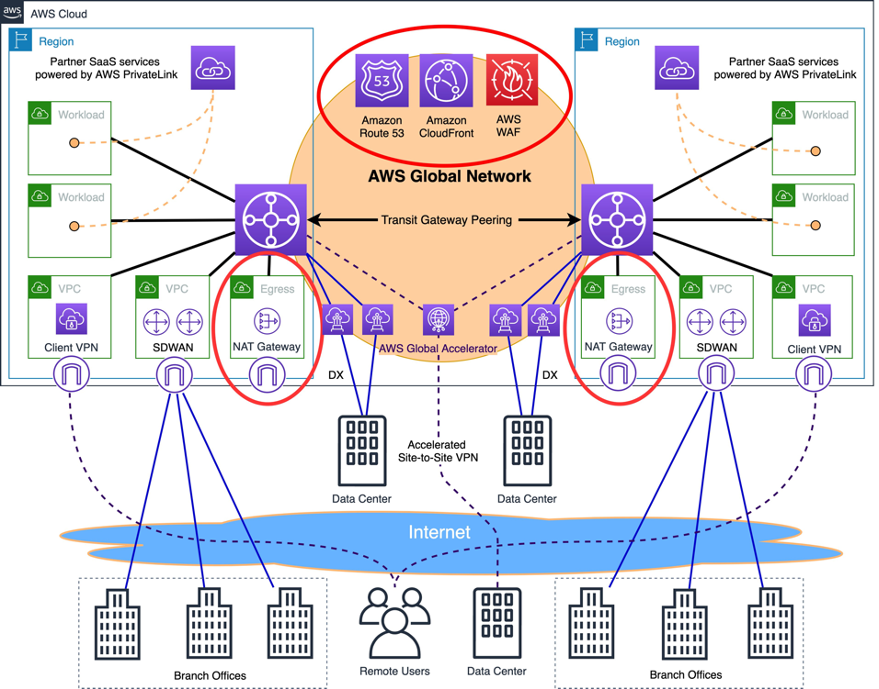 aws
AWS Cloud
Region
Partner SaaS services
powered by AWS PrivateLink
Workload
Workload
VPC
Client VPN
VPC
SDWAN
Egress
NAT Gateway
53
Amazon
Route 53
Amazon
CloudFront
AWS
WAF
AWS Global Network
Transit Gateway Peering
AWS Global Accelerator
DX
DX
Region
Partner SaaS services
powered by AWS PrivateLink
Workload
Workload
Egress
NAT Gateway
VPC
SDWAN
VPC
Client VPN
Data Center
Accelerated
Site-to-Site VPN
Data Center
Internet
Branch Offices
Remote Users
Data Center
Branch Offices